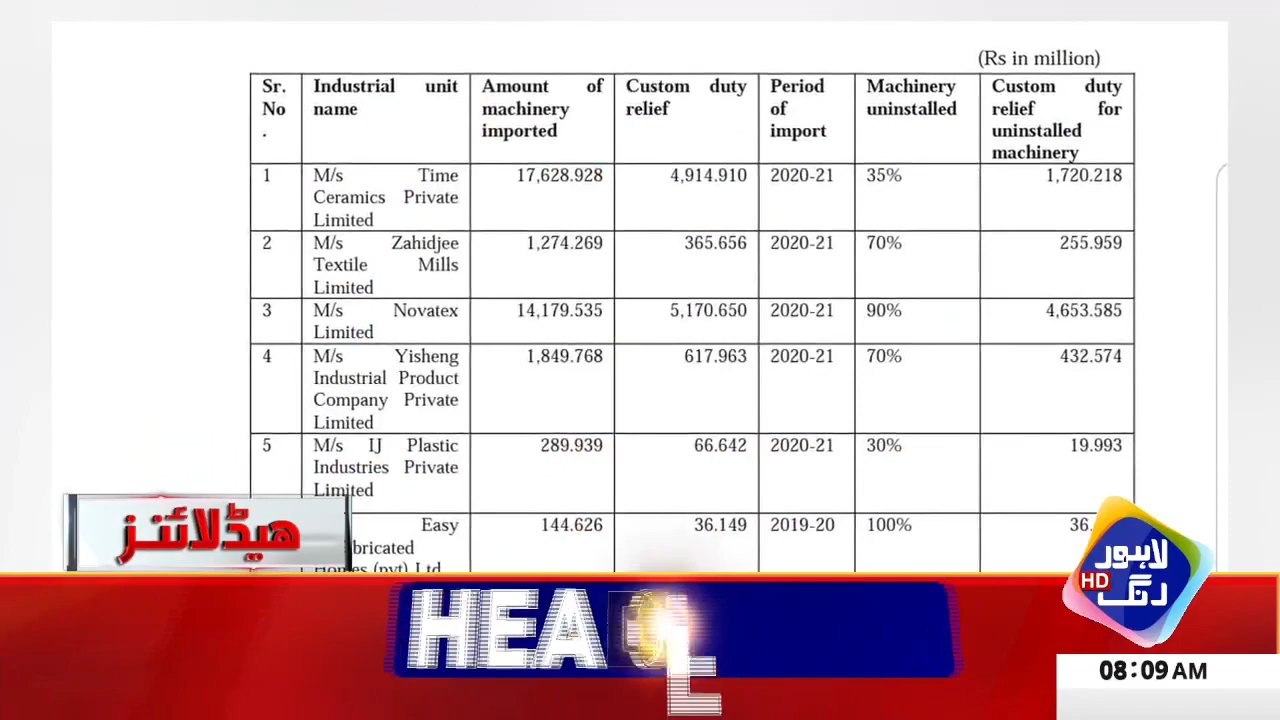 (Rs in million)
Sr. Industrial unit Amount of Custom duty Period Machinery Custom duty
No name machinery relief of uninstalled relief for
. imported import uninstalled
machinery
1 M/s Time 17,628.928 4,914.910 2020-21 35% 1,720.218
Ceramics Private
Limited
2 M/s Zahidjee 1,274.269 365.656 2020-21 70% 255.959
Textile Mills
Limited
3 M/s Novatex 14,179.535 5,170.650 2020-21 90% 4,653.585
Limited
4 M/s Yisheng 1,849.768 617.963 2020-21 70% 432.574
Industrial Product
Company Private
Limited
5 M/s IJ Plastic 289.939 66.642 2020-21 30% 19.993
Industries Private
Limited
Easy 144.626 36.149 2019-20 100% 36.
bricated
Homes (pvt) Ltd
ہیڈلائنز
لاہور
HD رنگ
HEA
08:09 AM